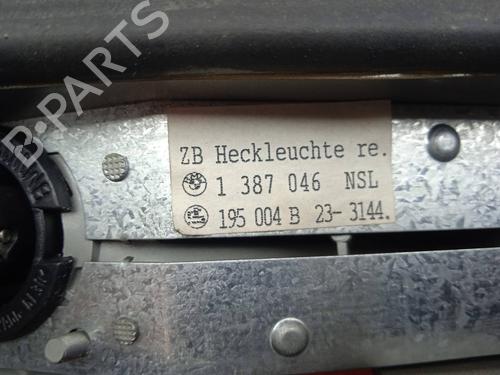 B-PARTS
ZB Heckleuchte re.
1 387 046 NSL
195 004 B 23-3144.